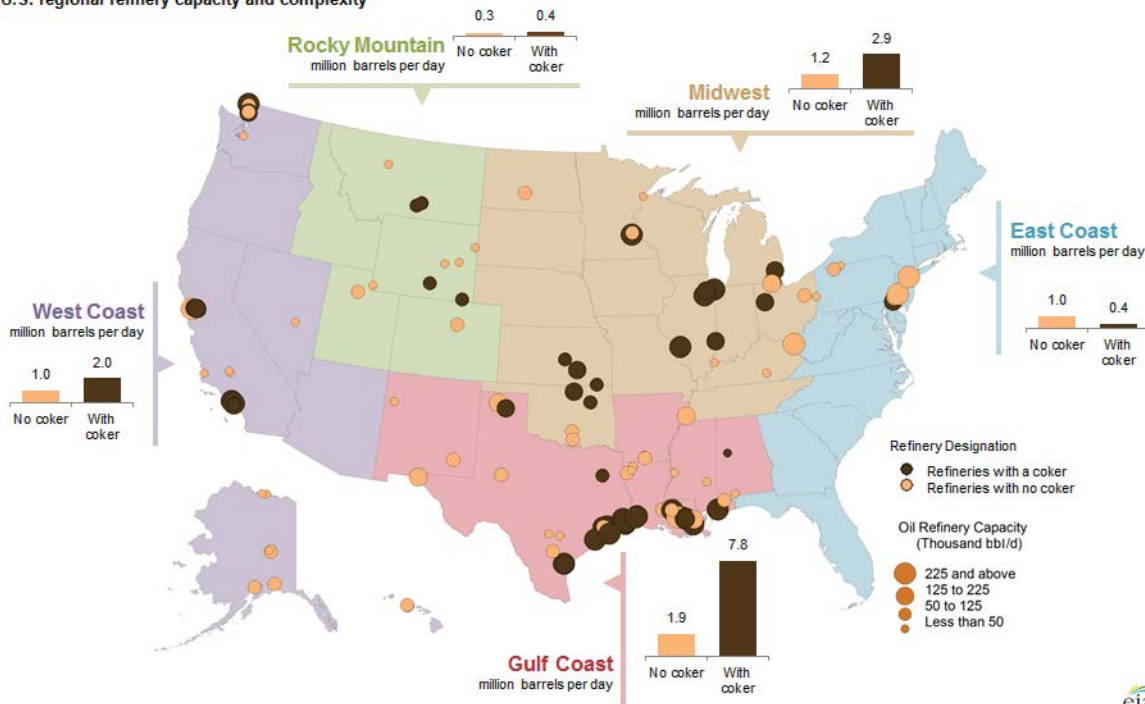 U.S. regional refinery capacity and complexity
0.3 0.4
No coker With
coker
Rocky Mountain
million barrels per day
1.2 2.9
No coker With
coker
Midwest
million barrels per day
East Coast
million barrels per day
1.0 0.4
No coker With
coker
West Coast
million barrels per day
1.0 2.0
No coker With
coker
Refinery Designation
Refineries with a coker
Refineries with no coker
Oil Refinery Capacity
(Thousand bbl/d)
225 and above
125 to 225
50 to 125
Less than 50
7.8
1.9
No coker With
coker
Gulf Coast
million barrels per day
eia